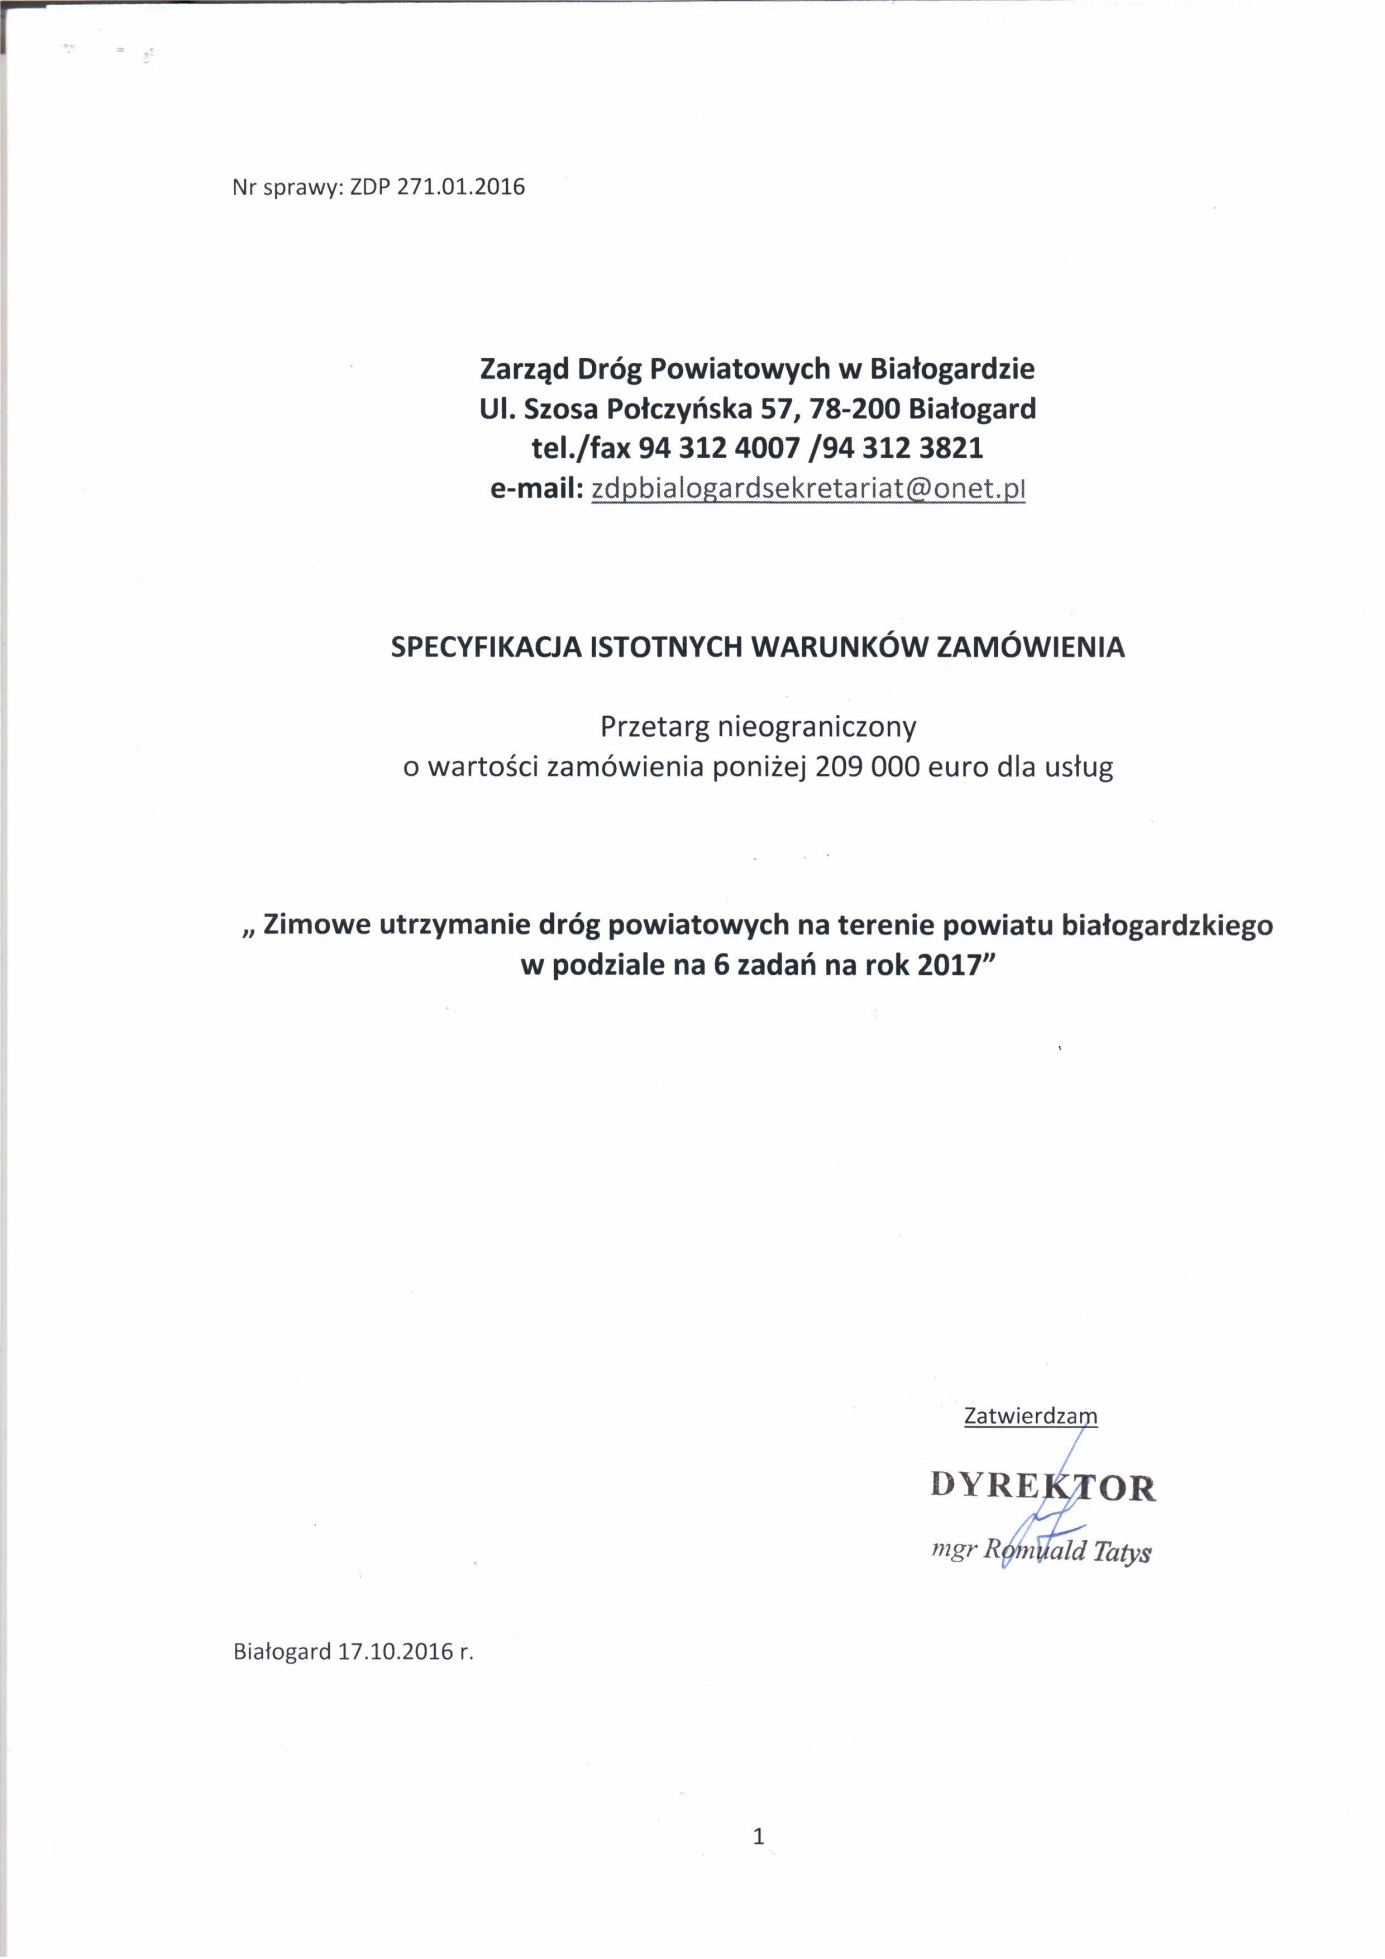 Nr sprawy: ZDP 271.01.2016
Zarząd Dróg Powiatowych w Białogardzie
Ul. Szosa Połczyńska 57, 78-200 Białogard
tel./fax 94 312 4007 /94 312 3821
e-mail: zdpbialogardsekretariat@onet.pl
SPECYFIKACJA ISTOTNYCH WARUNKÓW ZAMÓWIENIA
Przetarg nieograniczony
o wartości zamówienia poniżej 209 000 euro dla usług
„ Zimowe utrzymanie dróg powiatowych na terenie powiatu białogardzkiego
w podziale na 6 zadań na rok 2017”
Zatwierdzam
DYREKTOR
mgr Romuald Tatys
Białogard 17.10.2016 r.
1